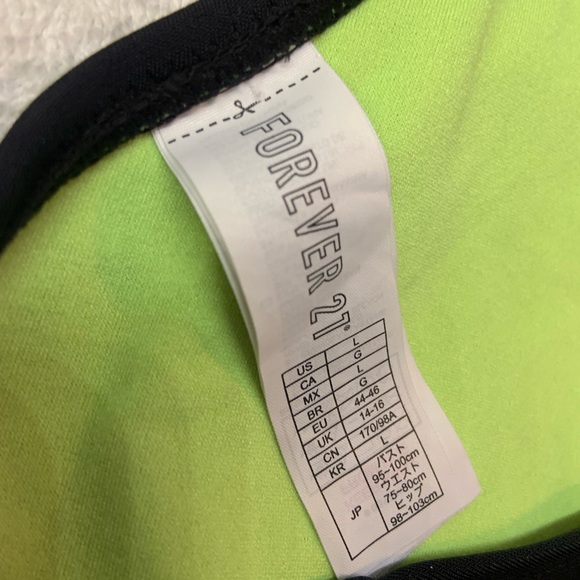 FOREVER 21®
US L
CA G
MX L
BR G
EU 44-46
UK 14-16
CN 170/98A
KR L
JP バスト
95-100cm
ウエスト
75-80cm
ヒップ
98-103cm